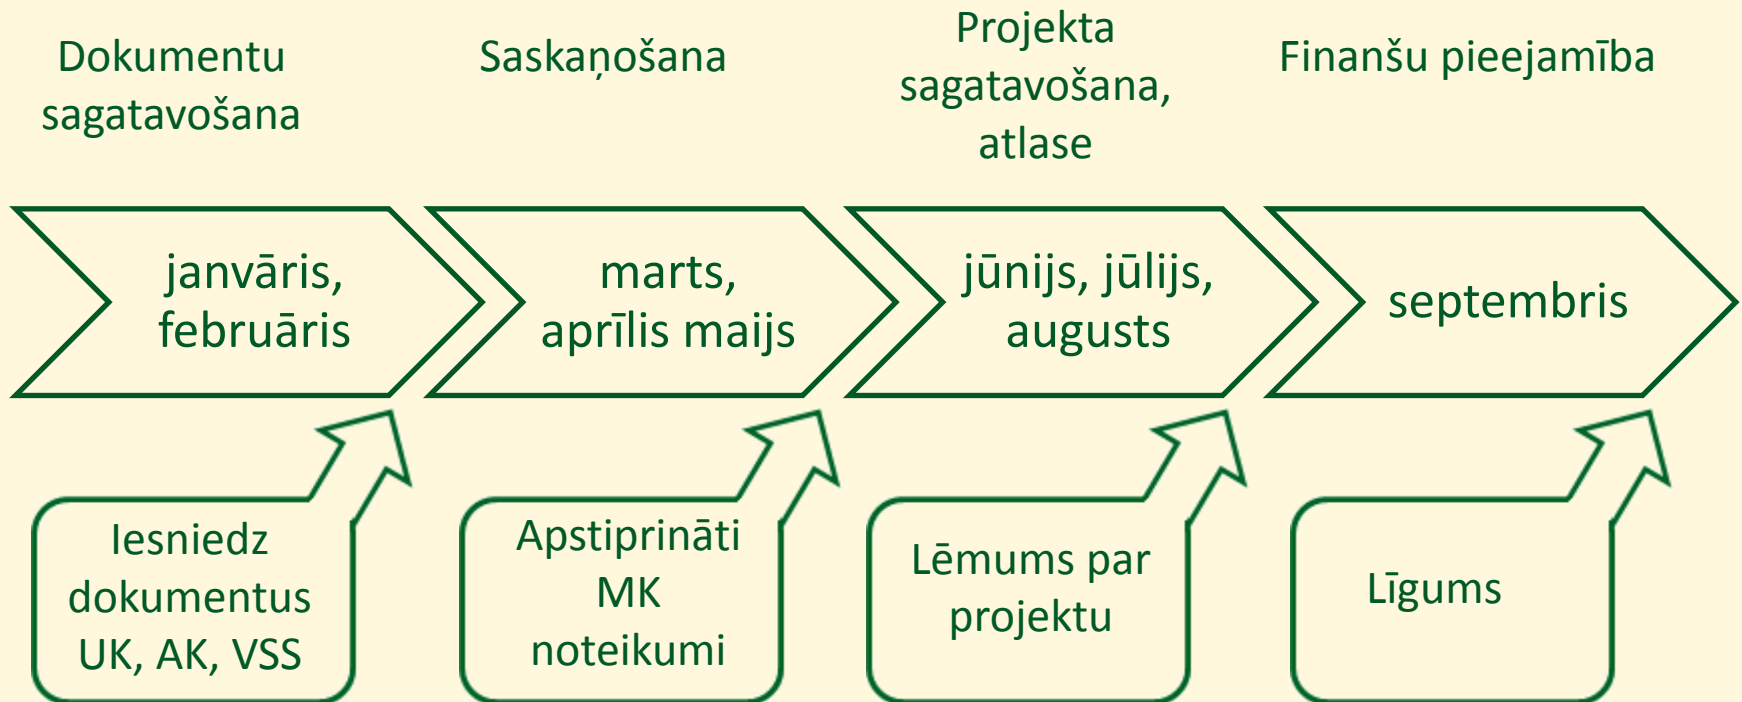 Dokumentu
sagatavošana
Saskaņošana
Projekta
sagatavošana,
atlase
Finanšu pieejamība
janvāris,
februāris
marts,
aprīlis maijs
jūnijs, jūlijs,
augusts
septembris
Iesniedz
dokumentus
UK, AK, VSS
Apstiprināti
MK
noteikumi
Lēmums par
projektu
Līgums